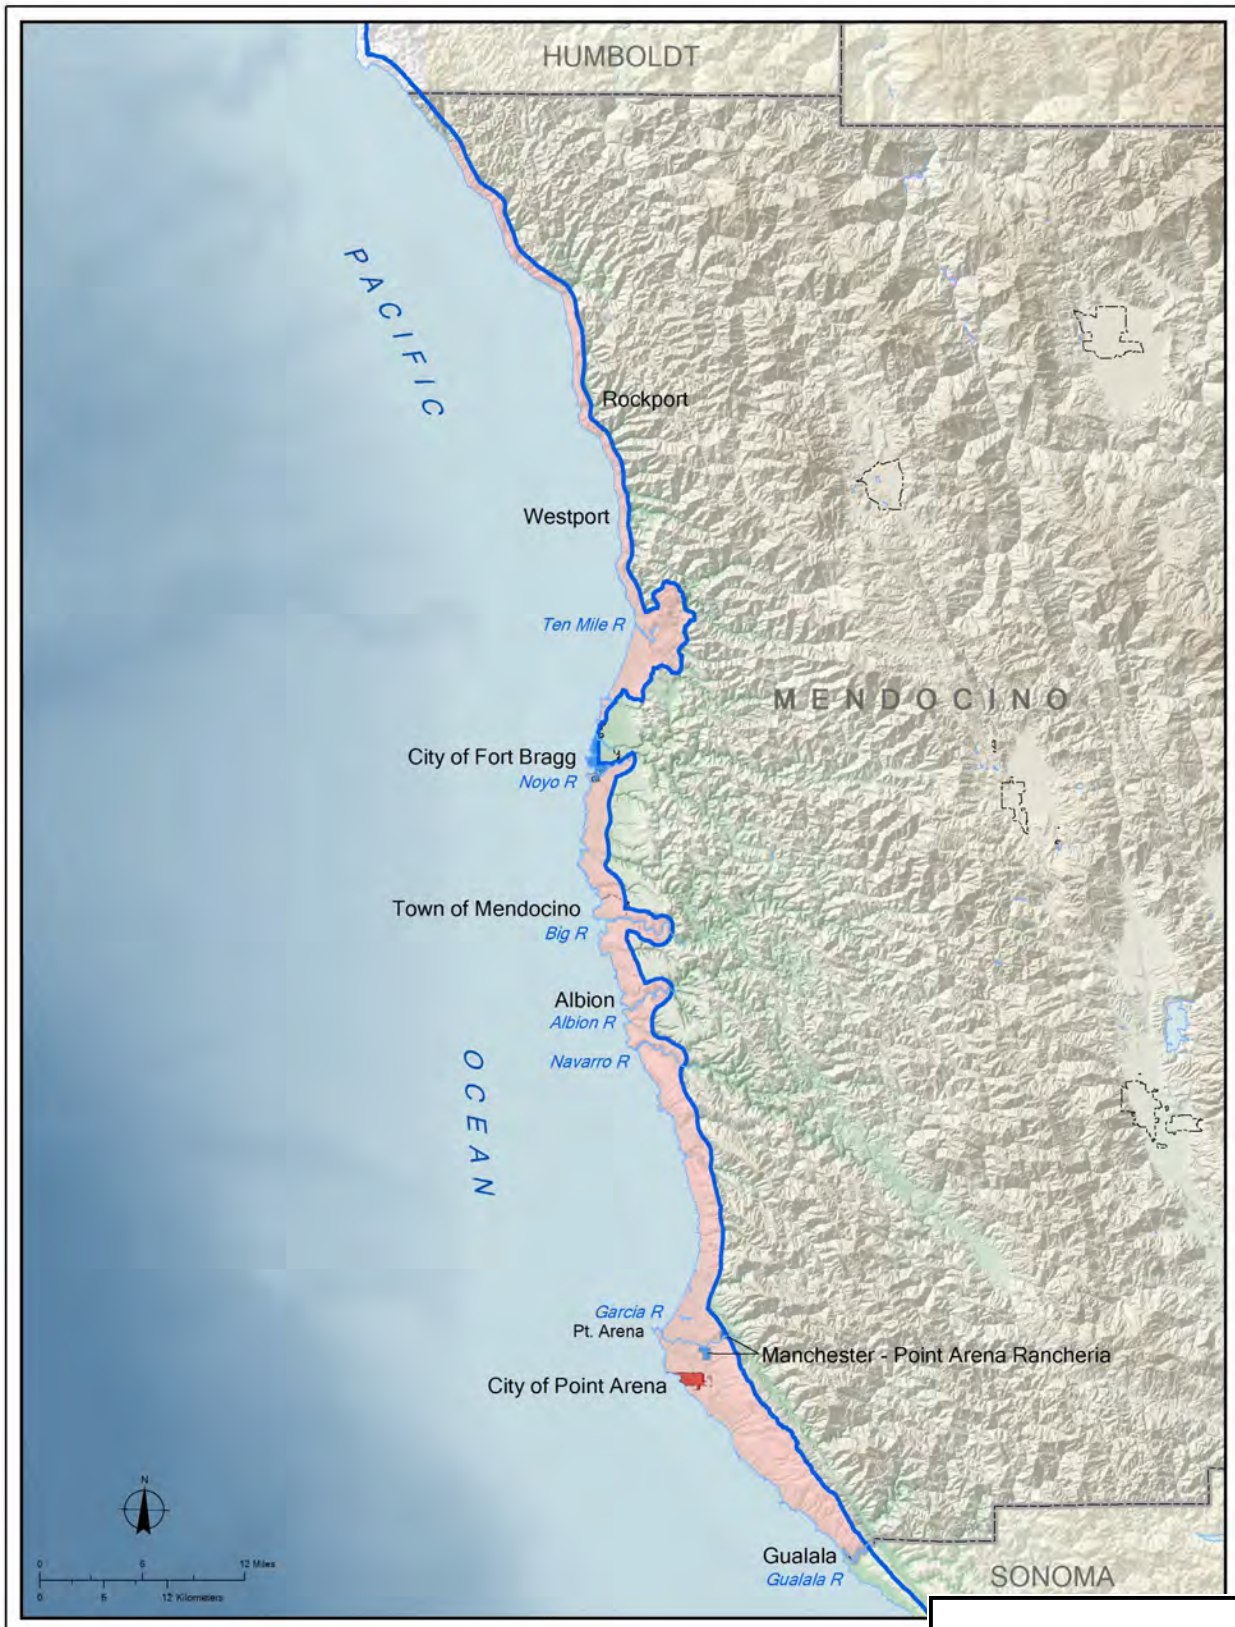 HUMBOLDT
PACIFIC
Rockport
Westport
Ten Mile R
MENDOCINO
City of Fort Bragg
Noyo R
Town of Mendocino
Big R
Albion
Albion R
Navarro R
OCEAN
Garcia R
Pt. Arena
Manchester - Point Arena Rancheria
City of Point Arena
N
0 6 12 Miles
0 6 12 Kilometers
Gualala
Gualala R
SONOMA